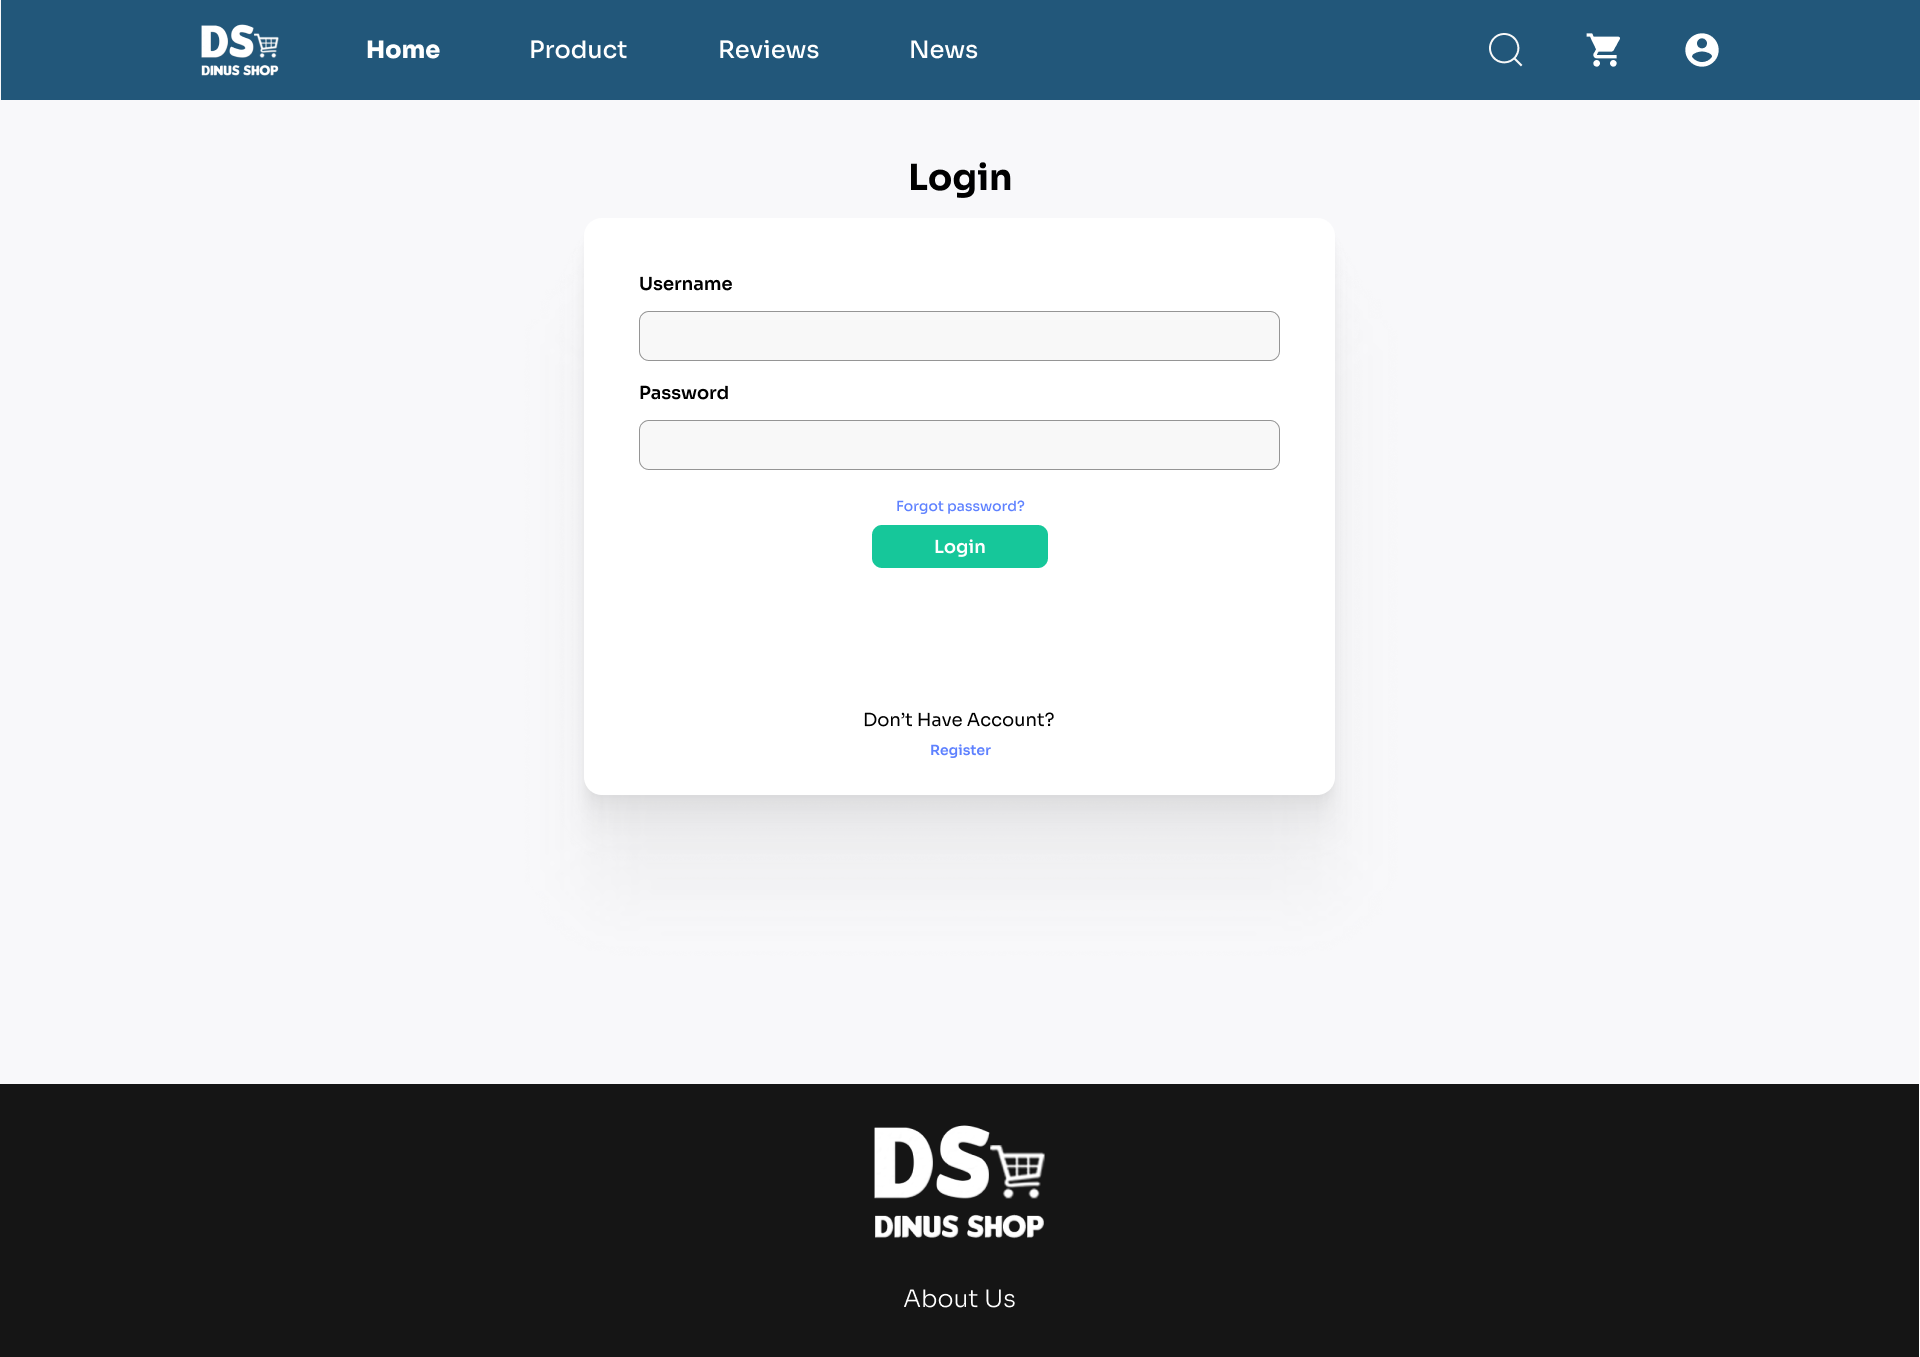 DS
DINUS SHOP
Home
Product
Reviews
News
Login
Username
Password
Forgot password?
Login
Don’t Have Account?
Register
DS
DINUS SHOP
About Us